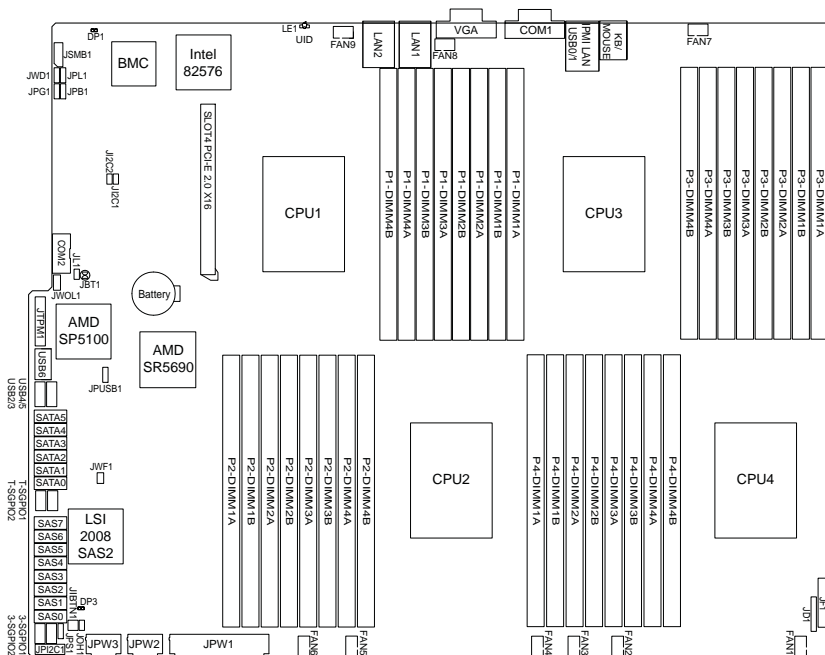 LE1
UID
FAN9
LAN2
LAN1
VGA
FAN8
COM1
IPMI LAN
USB0/1
KB/
MOUSE
FAN7
DP1
JSMB1
BMC
Intel
82576
JWD1
JPL1
JPG1
JPB1
SLOT4 PCI-E 2.0 X16
JI2C2
JI2C1
CPU1
P1-DIMM4B
P1-DIMM4A
P1-DIMM3B
P1-DIMM3A
P1-DIMM2B
P1-DIMM2A
P1-DIMM1B
P1-DIMM1A
CPU3
P3-DIMM4B
P3-DIMM4A
P3-DIMM3B
P3-DIMM3A
P3-DIMM2B
P3-DIMM2A
P3-DIMM1B
P3-DIMM1A
COM2
JL1
JBT1
JWOL1
Battery
JTPM1
AMD
SP5100
AMD
SR5690
USB6
JPUSB1
USB4/5
USB2/3
SATA5
SATA4
SATA3
SATA2
SATA1
SATA0
JWF1
T-SGPIO1
T-SGPIO2
P2-DIMM1A
P2-DIMM1B
P2-DIMM2A
P2-DIMM2B
P2-DIMM3A
P2-DIMM3B
P2-DIMM4A
P2-DIMM4B
CPU2
P4-DIMM1A
P4-DIMM1B
P4-DIMM2A
P4-DIMM2B
P4-DIMM3A
P4-DIMM3B
P4-DIMM4A
P4-DIMM4B
CPU4
LSI
2008
SAS2
SAS7
SAS6
SAS5
SAS4
SAS3
SAS2
SAS1
SAS0
JIBTN1
DP3
3-SGPIO1
3-SGPIO2
JPI2C1
JPS1
JOH1
JPW3
JPW2
JPW1
FAN6
FAN5
FAN4
FAN3
FAN2
FAN1
JD1
JF1